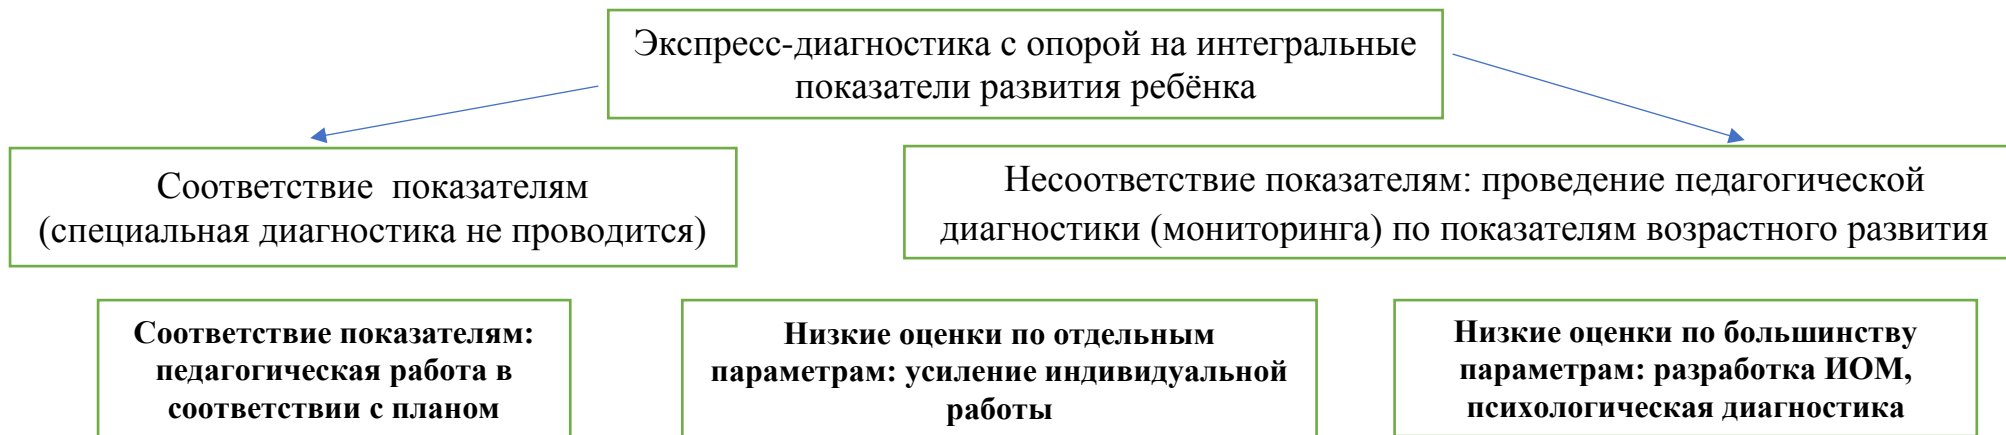 Экспресс-диагностика с опорой на интегральные
показатели развития ребёнка
Соответствие показателям
(специальная диагностика не проводится)
Несоответствие показателям: проведение педагогической
диагностики (мониторинга) по показателям возрастного развития
Соответствие показателям:
педагогическая работа в
соответствии с планом
Низкие оценки по отдельным
параметрам: усиление индивидуальной
работы
Низкие оценки по большинству
параметрам: разработка ИОМ,
психологическая диагностика